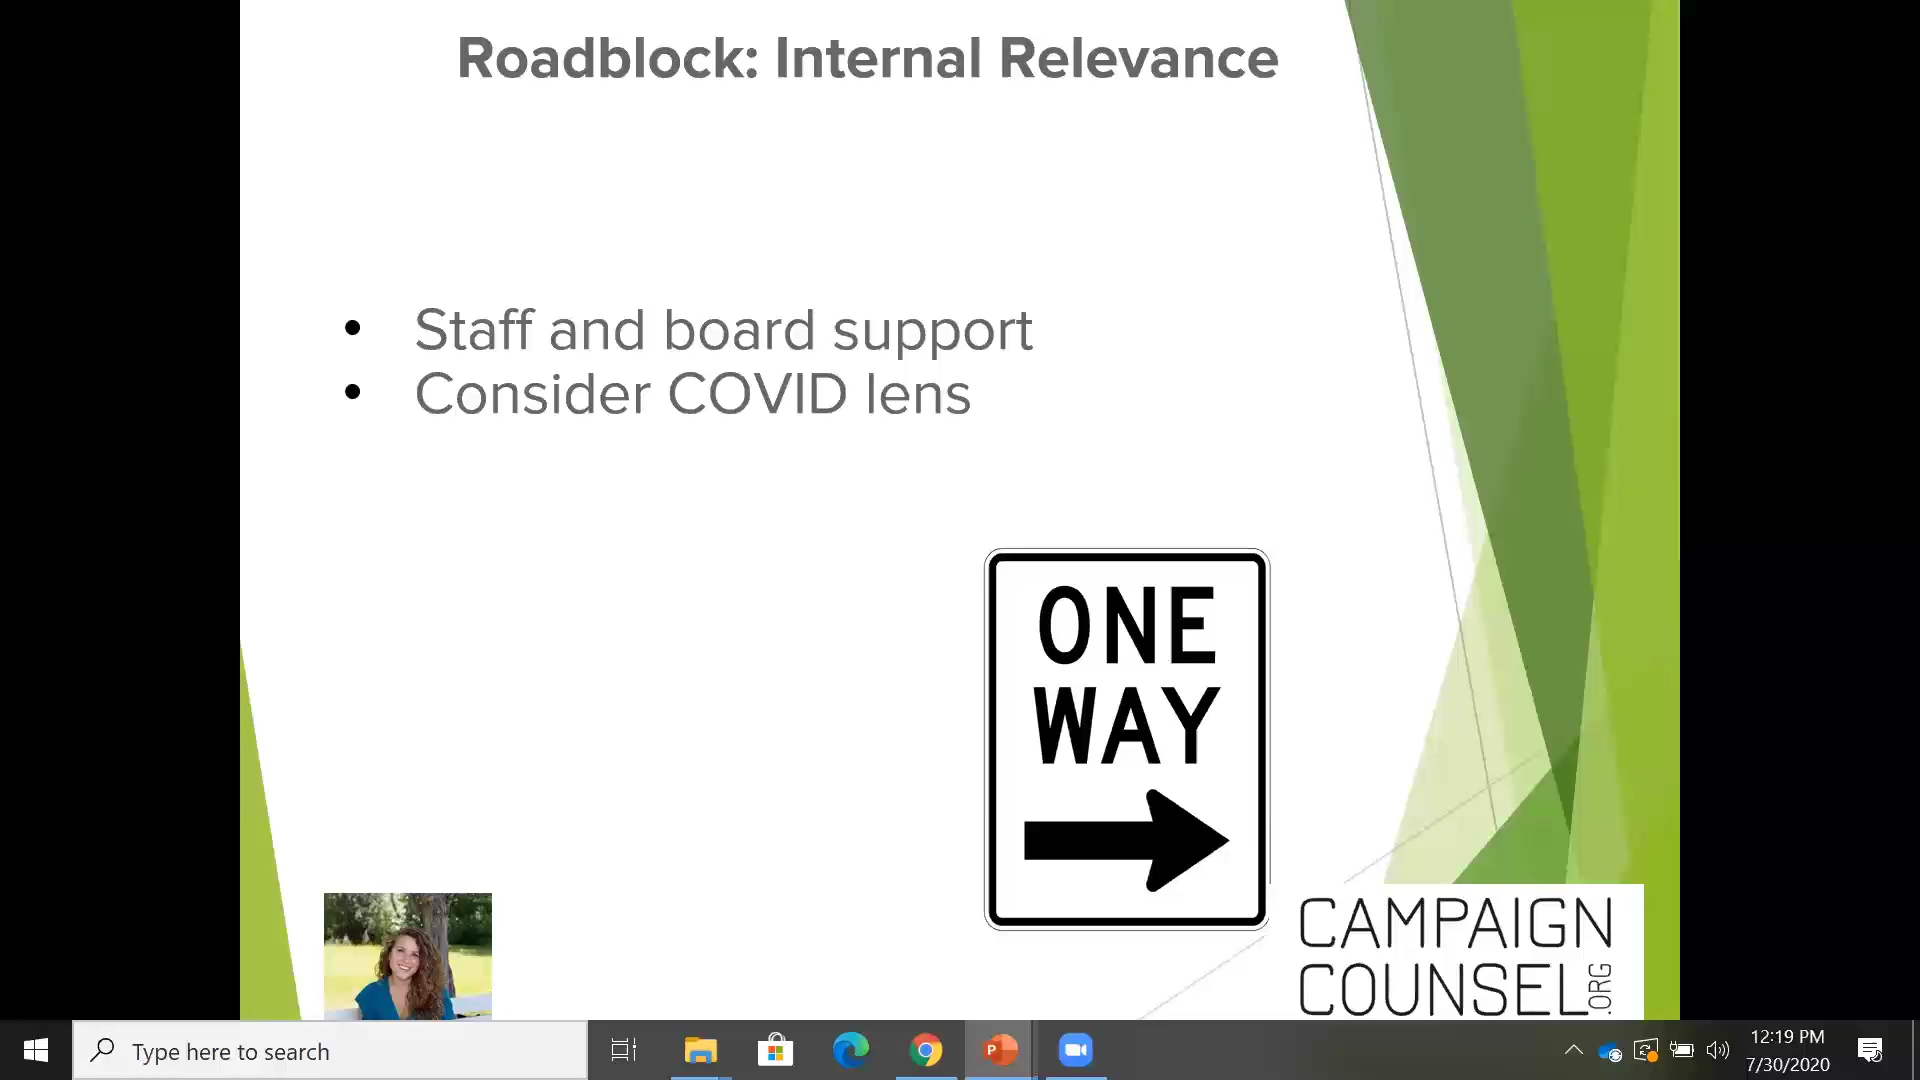 Roadblock: Internal Relevance
• Staff and board support
• Consider COVID lens
ONE
WAY
CAMPAIGN
COUNSEL.ORG
Type here to search
12:19 PM
7/30/2020